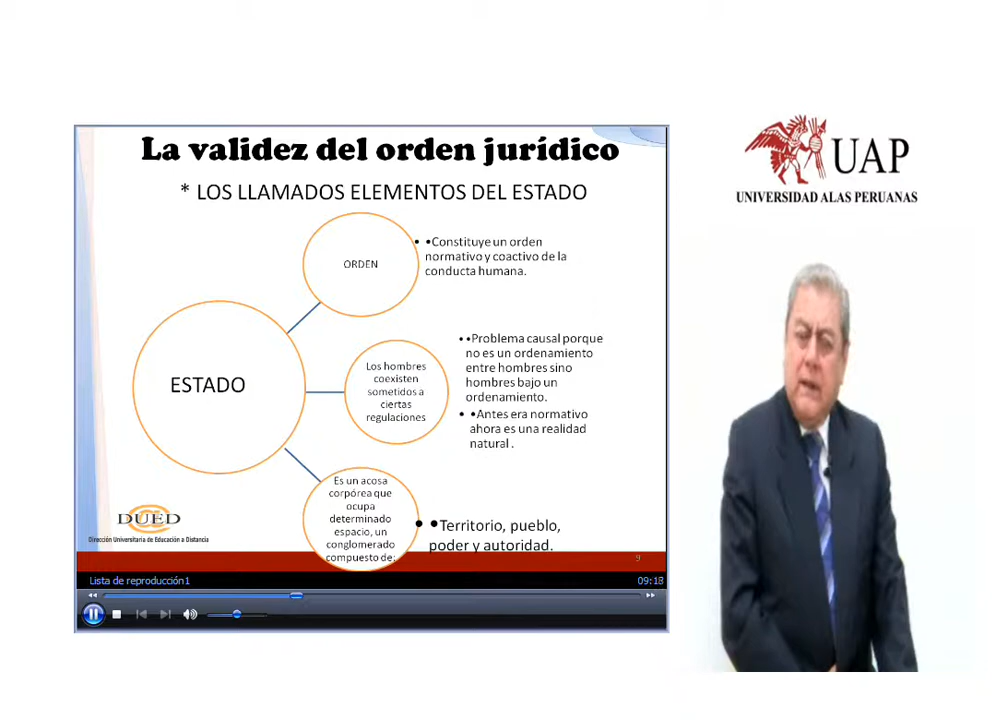 La validez del orden jurídico
* LOS LLAMADOS ELEMENTOS DEL ESTADO
ORDEN
• •Constituye un orden
normativo y coactivo de la
conducta humana.
ESTADO
Los hombres
coexisten
sometidos a
ciertas
regulaciones
• •Problema causal porque
no es un ordenamiento
entre hombres sino
hombres bajo un
ordenamiento.
• •Antes era normativo
ahora es una realidad
natural .
Es un acosa
corpórea que
ocupa
determinado
espacio, un
conglomerado
compuesto de:
• •Territorio, pueblo,
poder y autoridad.
DUED
Dirección Universitaria de Educación a Distancia
9
Lista de reproducción1
09:18
UAP
UNIVERSIDAD ALAS PERUANAS